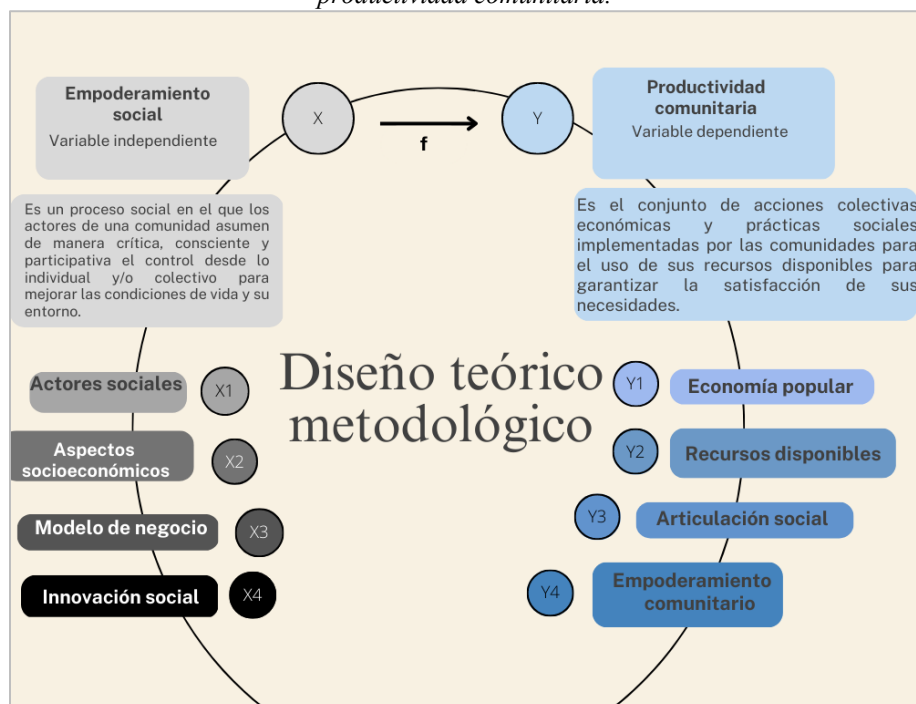 productividad comunitaria.
Empoderamiento
social
Variable independiente
X
f
Y
Productividad
comunitaria
Variable dependiente
Es un proceso social en el que los
actores de una comunidad asumen
de manera crítica, consciente y
participativa el control desde lo
individual y/o colectivo para
mejorar las condiciones de vida y su
entorno.
Es el conjunto de acciones colectivas
económicas y prácticas sociales
implementadas por las comunidades para
el uso de sus recursos disponibles para
garantizar la satisfacción de sus
necesidades.
Diseño teórico
metodológico
Actores sociales
X1
Aspectos
socioeconómicos
X2
Modelo de negocio
X3
Innovación social
X4
Y1
Economía popular
Y2
Recursos disponibles
Y3
Articulación social
Y4
Empoderamiento
comunitario